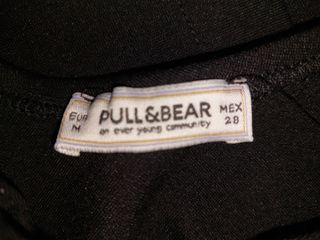 EUR
M
PULL&BEAR
an ever young community
MEX
28